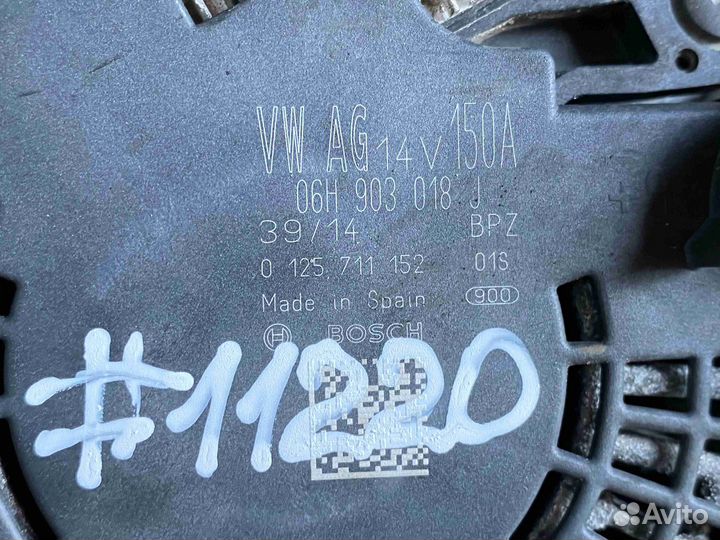 VW AG 14V 150A
06H 903 018 J
39/14 BPZ
0 125 711 152 01S
Made in Spain 900
BOSCH
#11220
Avito